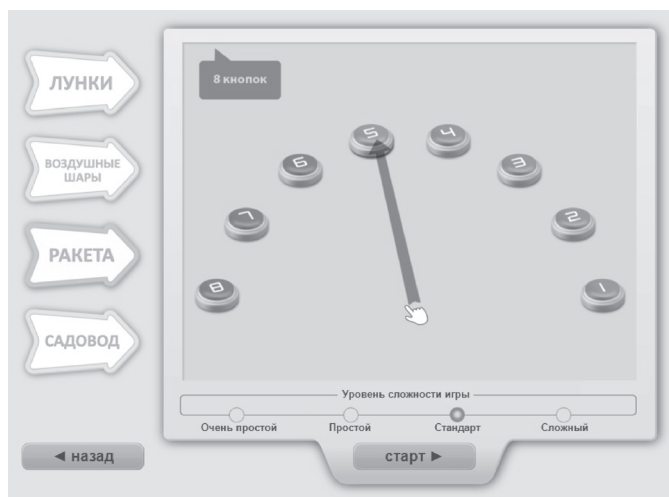 ЛУНКИ
ВОЗДУШНЫЕ
ШАРЫ
РАКЕТА
САДОВОД
◄ назад
8 кнопок
5
4
6
3
7
2
8
1
Уровень сложности игры
Очень простой
Простой
Стандарт
Сложный
старт ►